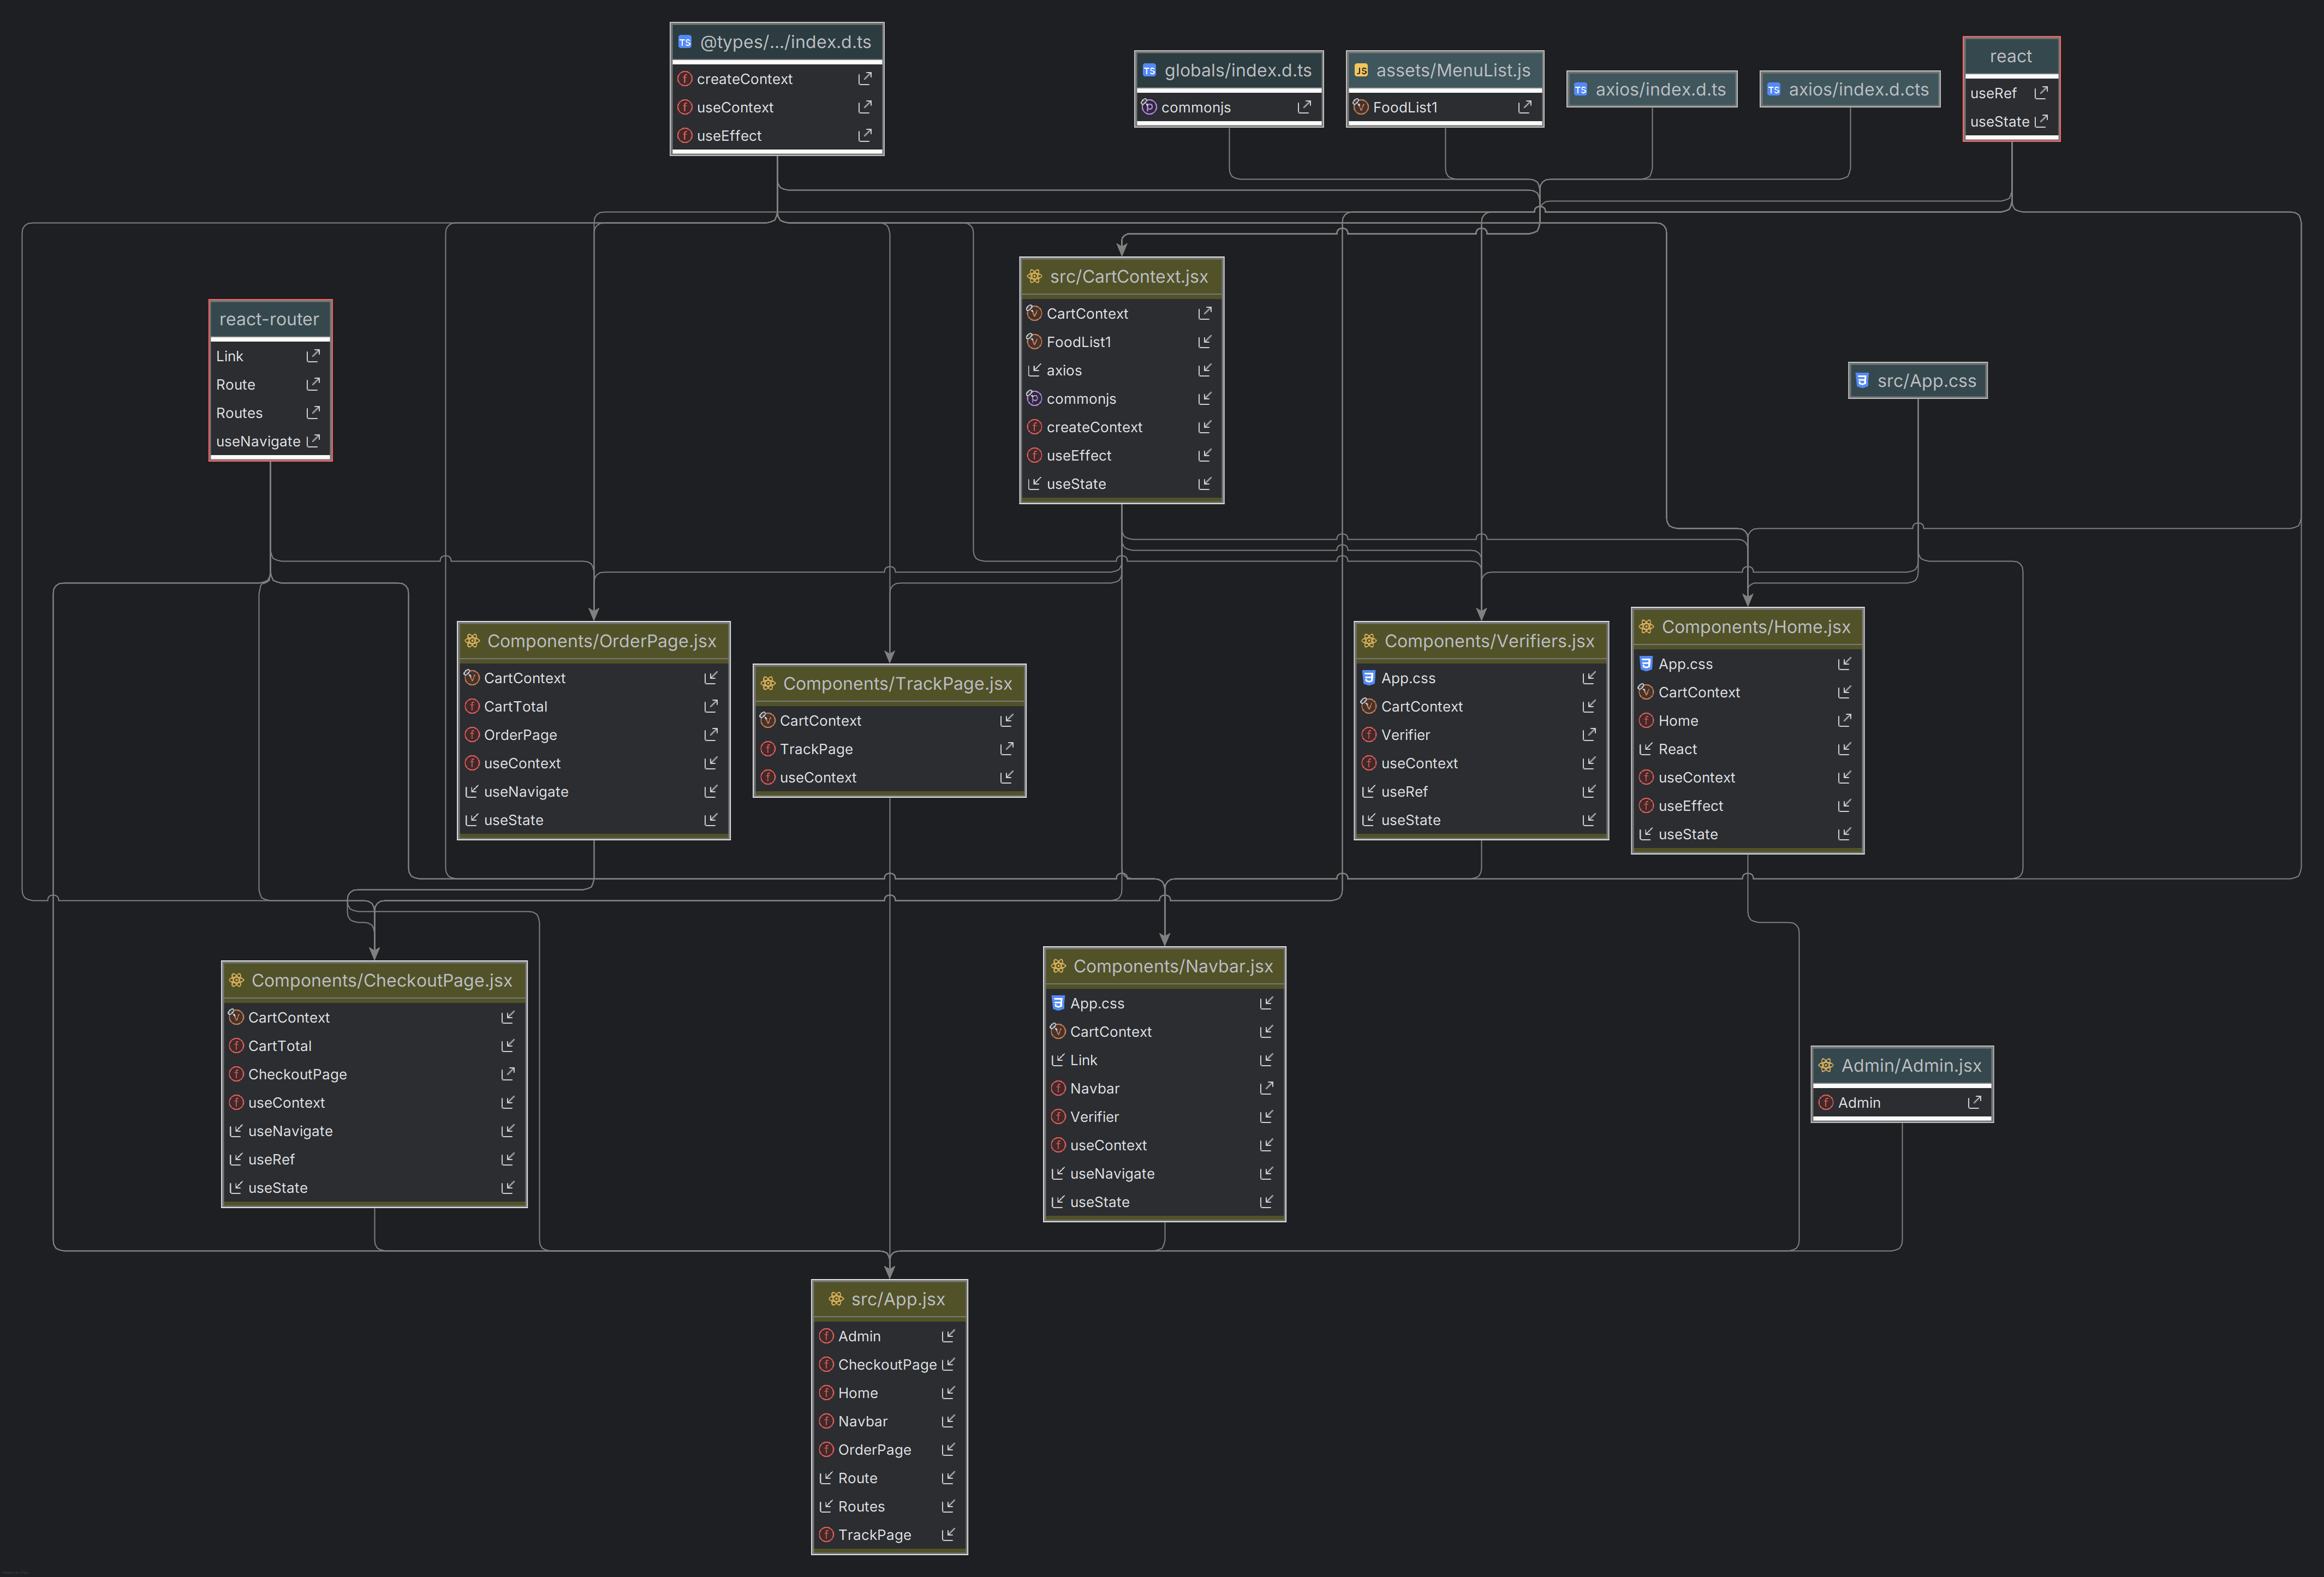 @types/.../index.d.ts
createContext
useContext
useEffect
globals/index.d.ts
commonjs
assets/MenuList.js
FoodList1
axios/index.d.ts
axios/index.d.cts
react
useRef
useState
src/CartContext.jsx
CartContext
FoodList1
axios
commonjs
createContext
useEffect
useState
react-router
Link
Route
Routes
useNavigate
src/App.css
Components/OrderPage.jsx
CartContext
CartTotal
OrderPage
useContext
useNavigate
useState
Components/TrackPage.jsx
CartContext
TrackPage
useContext
Components/Verifiers.jsx
App.css
CartContext
Verifier
useContext
useRef
useState
Components/Home.jsx
App.css
CartContext
Home
React
useContext
useEffect
useState
Components/CheckoutPage.jsx
CartContext
CartTotal
CheckoutPage
useContext
useNavigate
useRef
useState
Components/Navbar.jsx
App.css
CartContext
Link
Navbar
Verifier
useContext
useNavigate
useState
Admin/Admin.jsx
Admin
src/App.jsx
Admin
CheckoutPage
Home
Navbar
OrderPage
Route
Routes
TrackPage